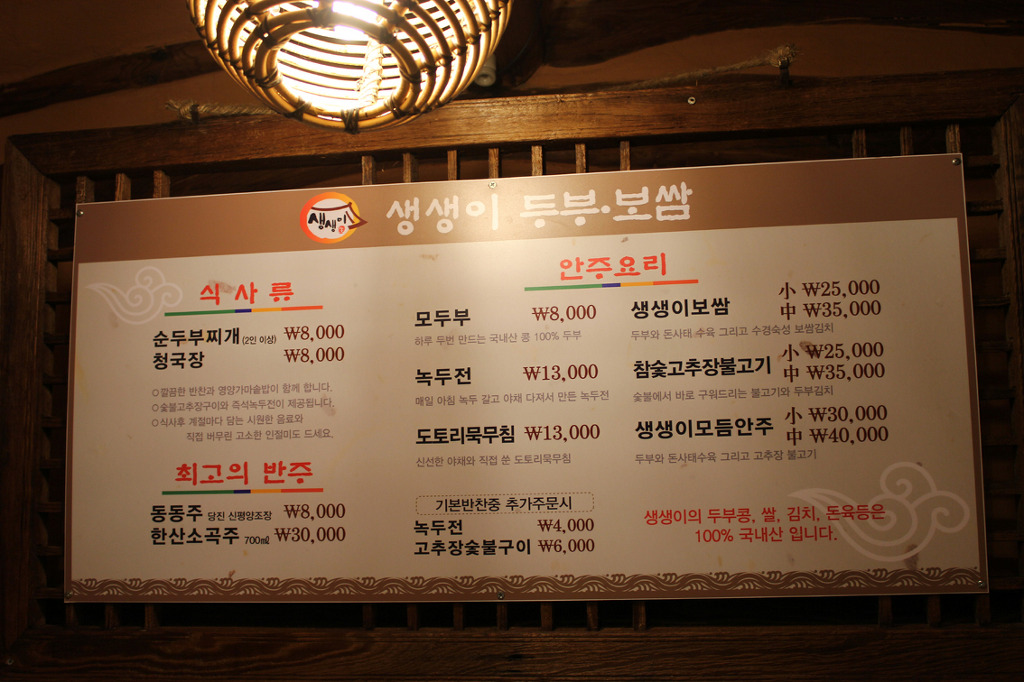 생생이
생생이 두부·보쌈
식사류
순두부찌개 (2인 이상) ₩8,000
청국장 ₩8,000
○깔끔한 반찬과 영양가마솥밥이 함께 합니다.
○숯불고추장구이와 즉석녹두전이 제공됩니다.
○식사후 계절마다 담는 시원한 음료와
직접 버무린 고소한 인절미도 드세요.
최고의 반주
동동주 당진 신평양조장 ₩8,000
한산소곡주 700㎖ ₩30,000
안주요리
모두부 ₩8,000
하루 두번 만드는 국내산 콩 100% 두부
녹두전 ₩13,000
매일 아침 녹두 갈고 야채 다져서 만든 녹두전
도토리묵무침 ₩13,000
신선한 야채와 직접 쑨 도토리묵무침
기본반찬중 추가주문시
녹두전 ₩4,000
고추장숯불구이 ₩6,000
생생이보쌈 小 ₩25,000
中 ₩35,000
두부와 돈사태 수육 그리고 수경숙성 보쌈김치
참숯고추장불고기 小 ₩25,000
中 ₩35,000
숯불에서 바로 구워드리는 불고기와 두부김치
생생이모듬안주 小 ₩30,000
中 ₩40,000
두부와 돈사태수육 그리고 고추장 불고기
생생이의 두부콩, 쌀, 김치, 돈육등은
100% 국내산 입니다.